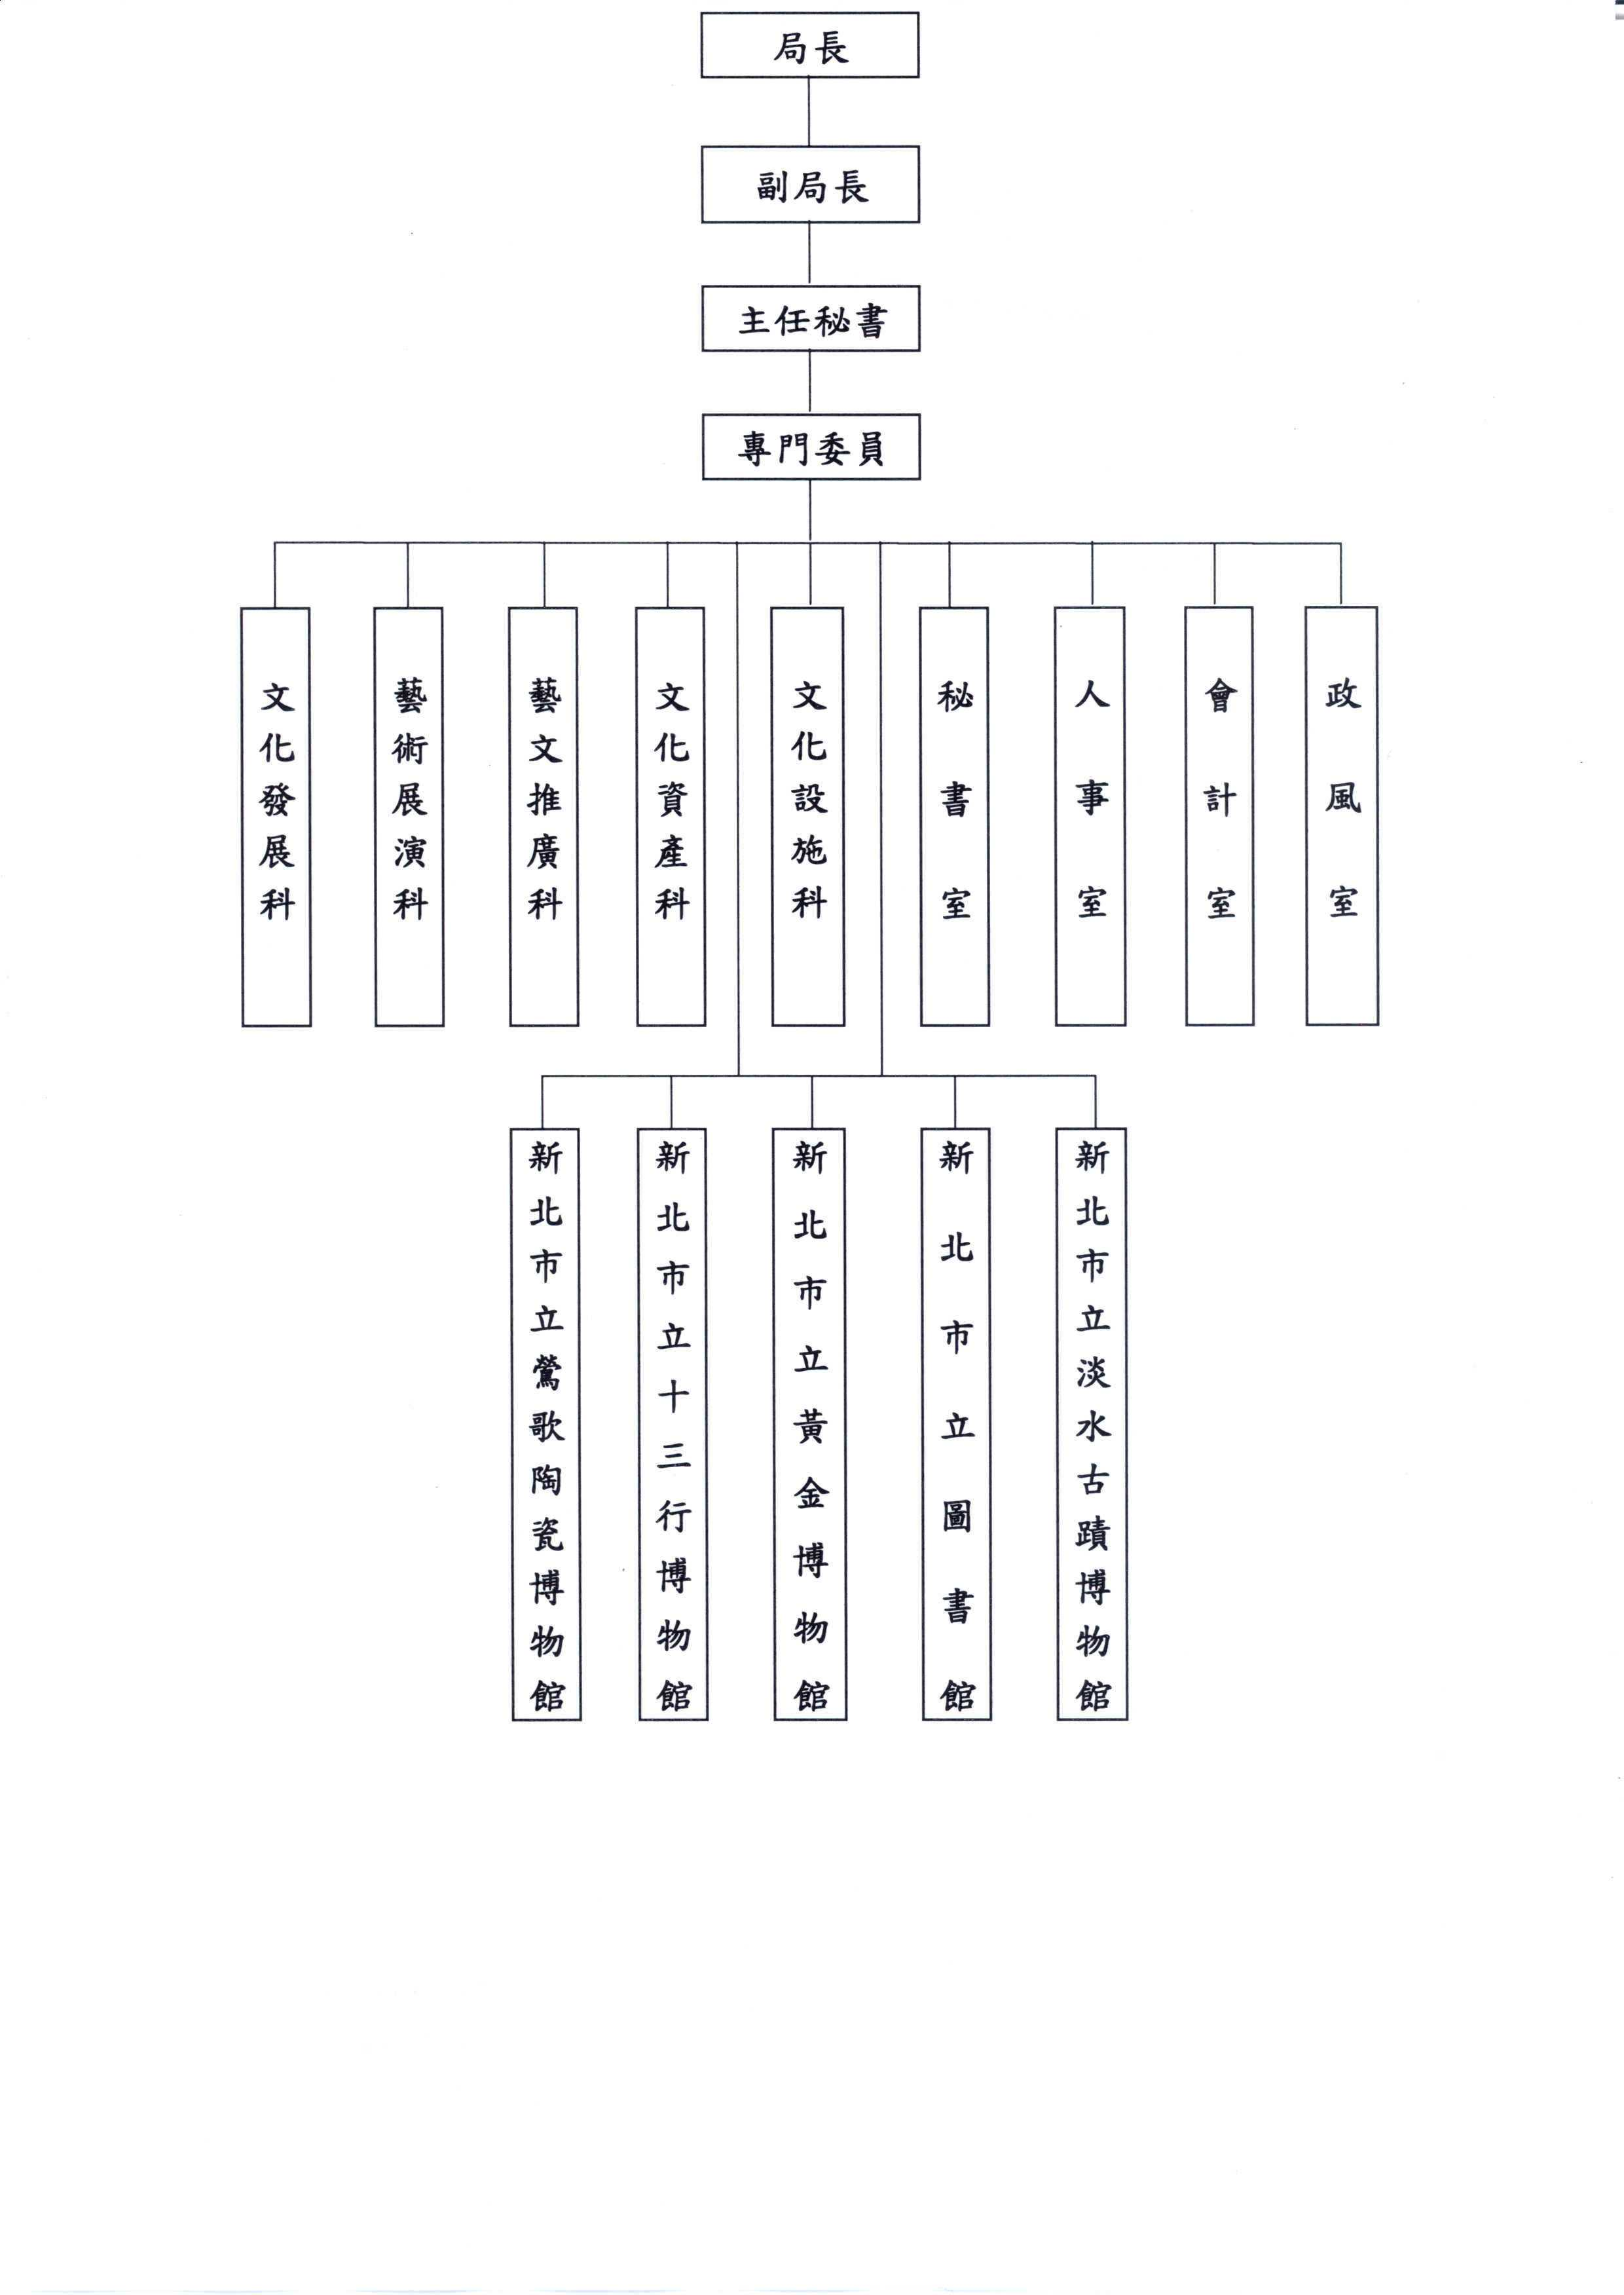 局長
副局長
主任秘書
專門委員
文化發展科
藝術展演科
藝文推廣科
文化資產科
文化設施科
秘書室
人事室
會計室
政風室
新北市立鶯歌陶瓷博物館
新北市立十三行博物館
新北市立黃金博物館
新北市立圖書館
新北市立淡水古蹟博物館